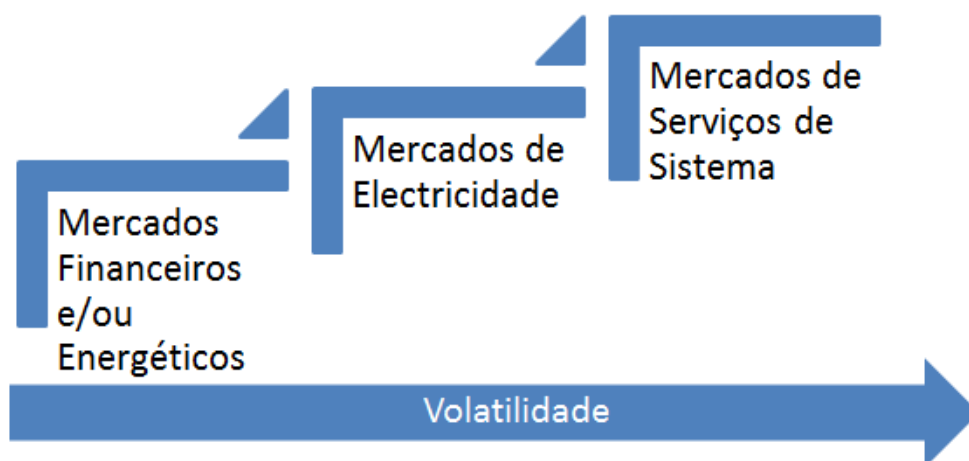 Mercados
Financeiros
e/ou
Energéticos
Mercados de
Electricidade
Mercados de
Serviços de
Sistema
Volatilidade